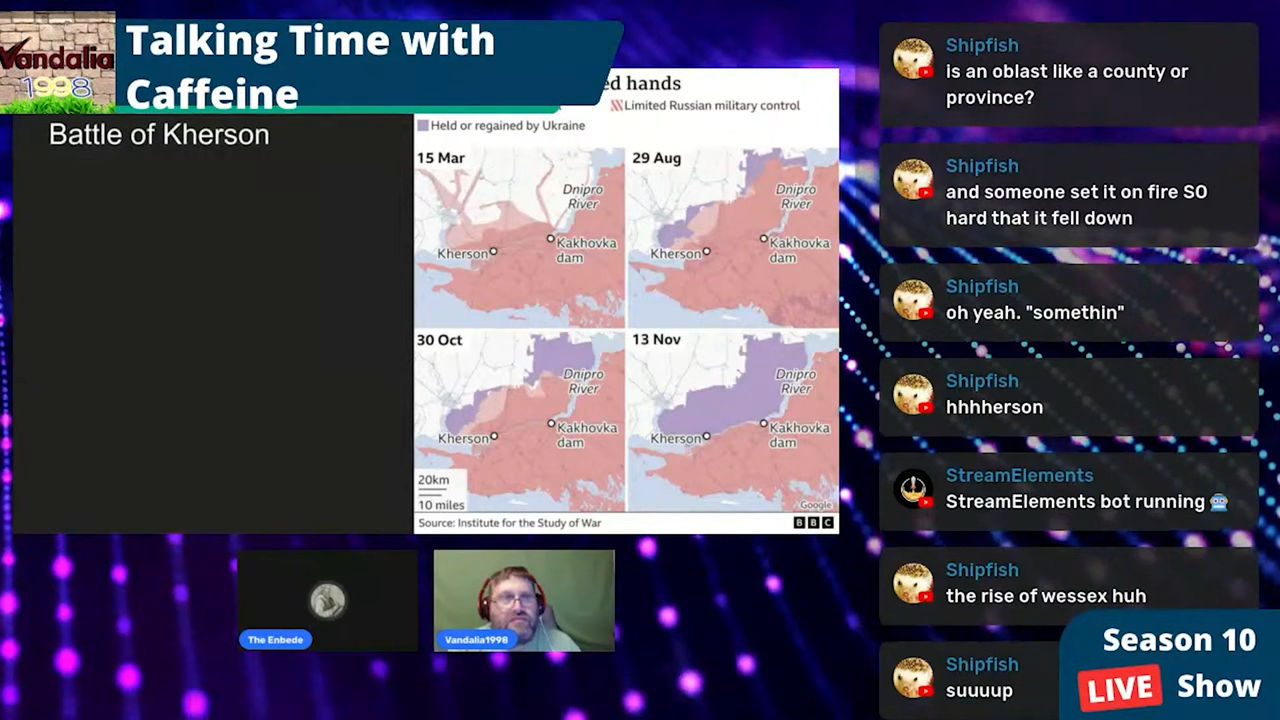 Vandalia
1998
Talking Time with
Caffeine
Battle of Kherson
ed hands
Limited Russian military control
Held or regained by Ukraine
15 Mar
Dnipro
River
Kherson
Kakhovka
dam
29 Aug
Dnipro
River
Kherson
Kakhovka
dam
30 Oct
Dnipro
River
Kherson
Kakhovka
dam
20km
10 miles
13 Nov
Dnipro
River
Kherson
Kakhovka
dam
Google
Source: Institute for the Study of War
BBC
The Enbede
Vandalia1998
Shipfish
is an oblast like a county or
province?
Shipfish
and someone set it on fire SO
hard that it fell down
Shipfish
oh yeah. "somethin"
Shipfish
hhhherson
StreamElements
StreamElements bot running
Shipfish
the rise of wessex huh
Shipfish
suuuup
Season 10
LIVE Show